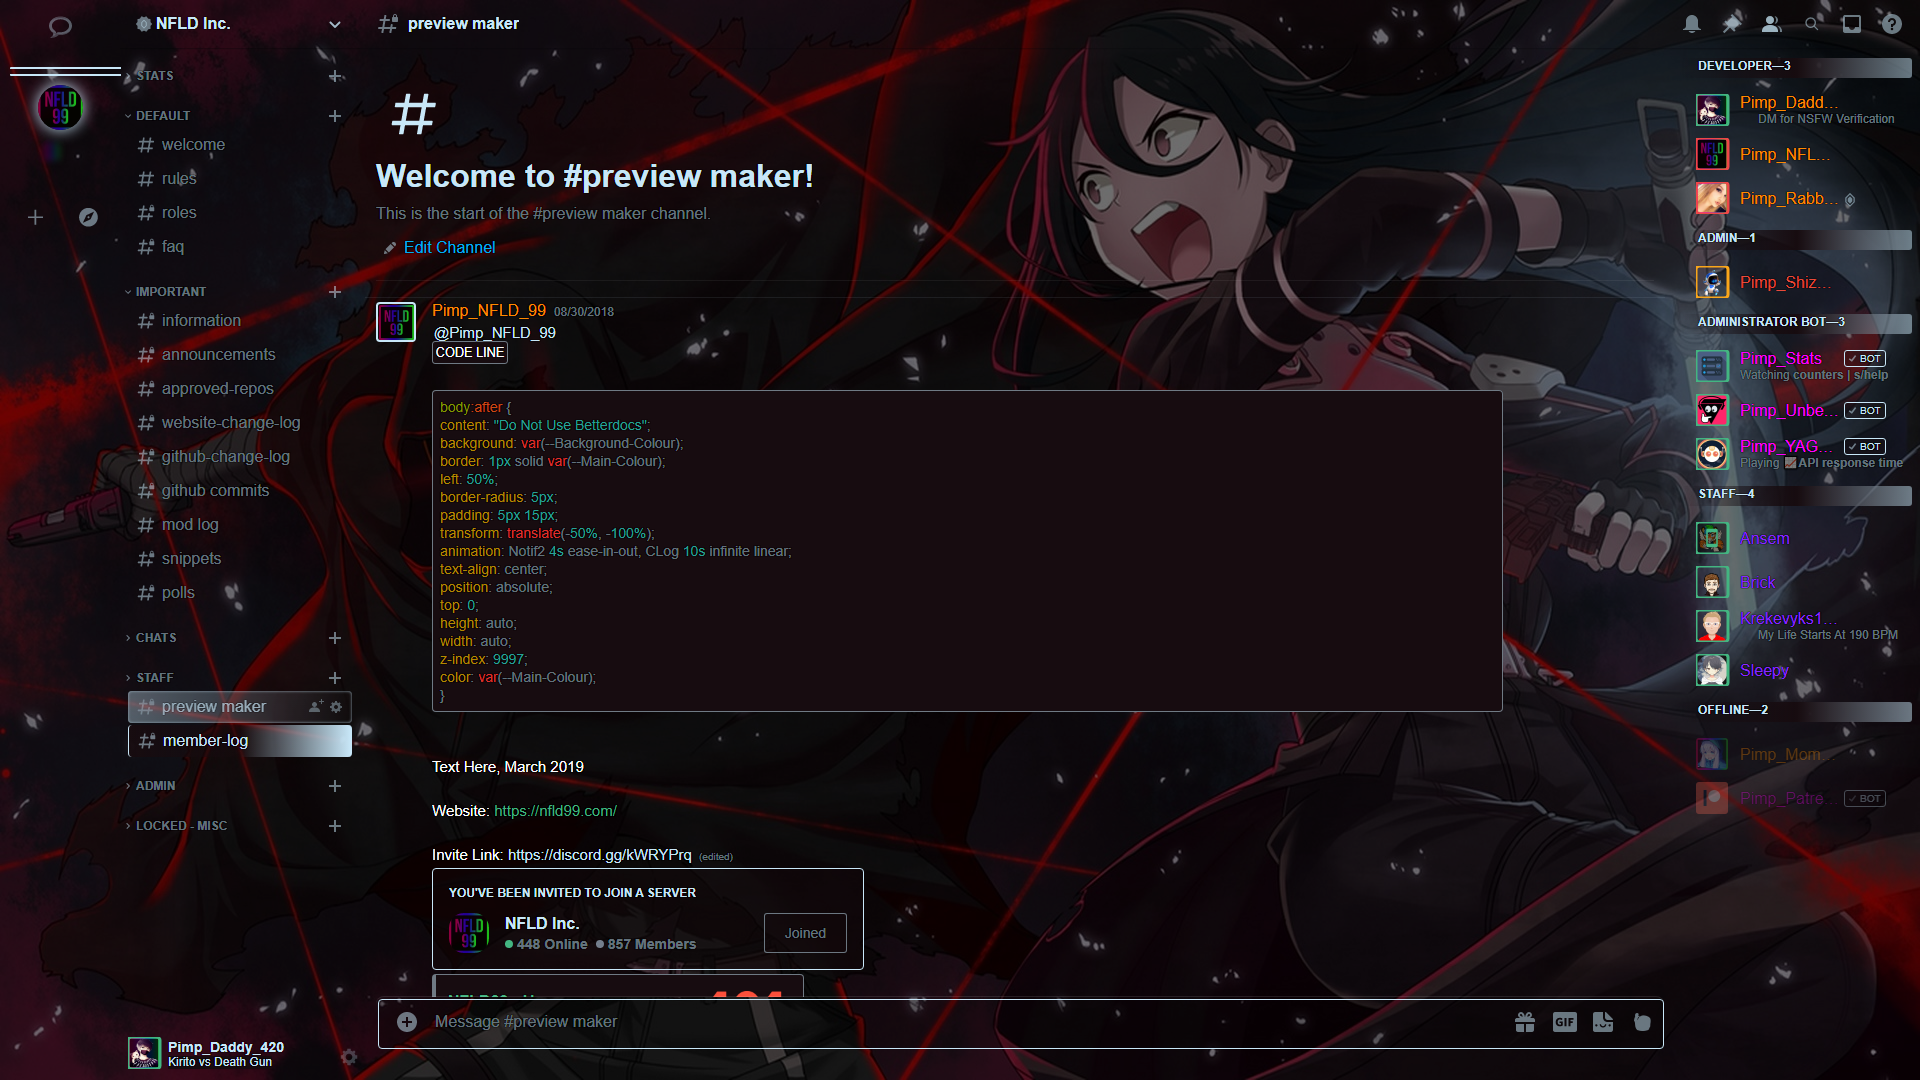 NFLD Inc.
preview maker
STATS
DEFAULT
welcome
rules
roles
faq
IMPORTANT
information
announcements
approved-repos
website-change-log
github-change-log
github commits
mod log
snippets
polls
CHATS
STAFF
preview maker
member-log
ADMIN
LOCKED - MISC
NFLD
99
Pimp_Daddy_420
Kirito vs Death Gun
#
Welcome to #preview maker!
This is the start of the #preview maker channel.
Edit Channel
NFLD
99
Pimp_NFLD_99 08/30/2018
@Pimp_NFLD_99
CODE LINE
body:after {
content: "Do Not Use Betterdocs";
background: var(--Background-Colour);
border: 1px solid var(--Main-Colour);
left: 50%;
border-radius: 5px;
padding: 5px 15px;
transform: translate(-50%, -100%);
animation: Notif2 4s ease-in-out, CLog 10s infinite linear;
text-align: center;
position: absolute;
top: 0;
height: auto;
width: auto;
z-index: 9997;
color: var(--Main-Colour);
}
Text Here, March 2019
Website: https://nfld99.com/
Invite Link: https://discord.gg/kWRYPrq (edited)
YOU'VE BEEN INVITED TO JOIN A SERVER
NFLD
99
NFLD Inc.
448 Online 857 Members
Joined
Message #preview maker
GIF
DEVELOPER—3
Pimp_Dadd...
DM for NSFW Verification
NFLD
99
Pimp_NFL...
Pimp_Rabb...
ADMIN—1
Pimp_Shiz...
ADMINISTRATOR BOT—3
Pimp_Stats ✓ BOT
Watching counters | s/help
Pimp_Unbe... ✓ BOT
Pimp_YAG... ✓ BOT
Playing API response time
STAFF—4
Ansem
Brick
Krekevyks1...
My Life Starts At 190 BPM
Sleepy
OFFLINE—2
Pimp_Mom...
Pimp_Patre... ✓ BOT